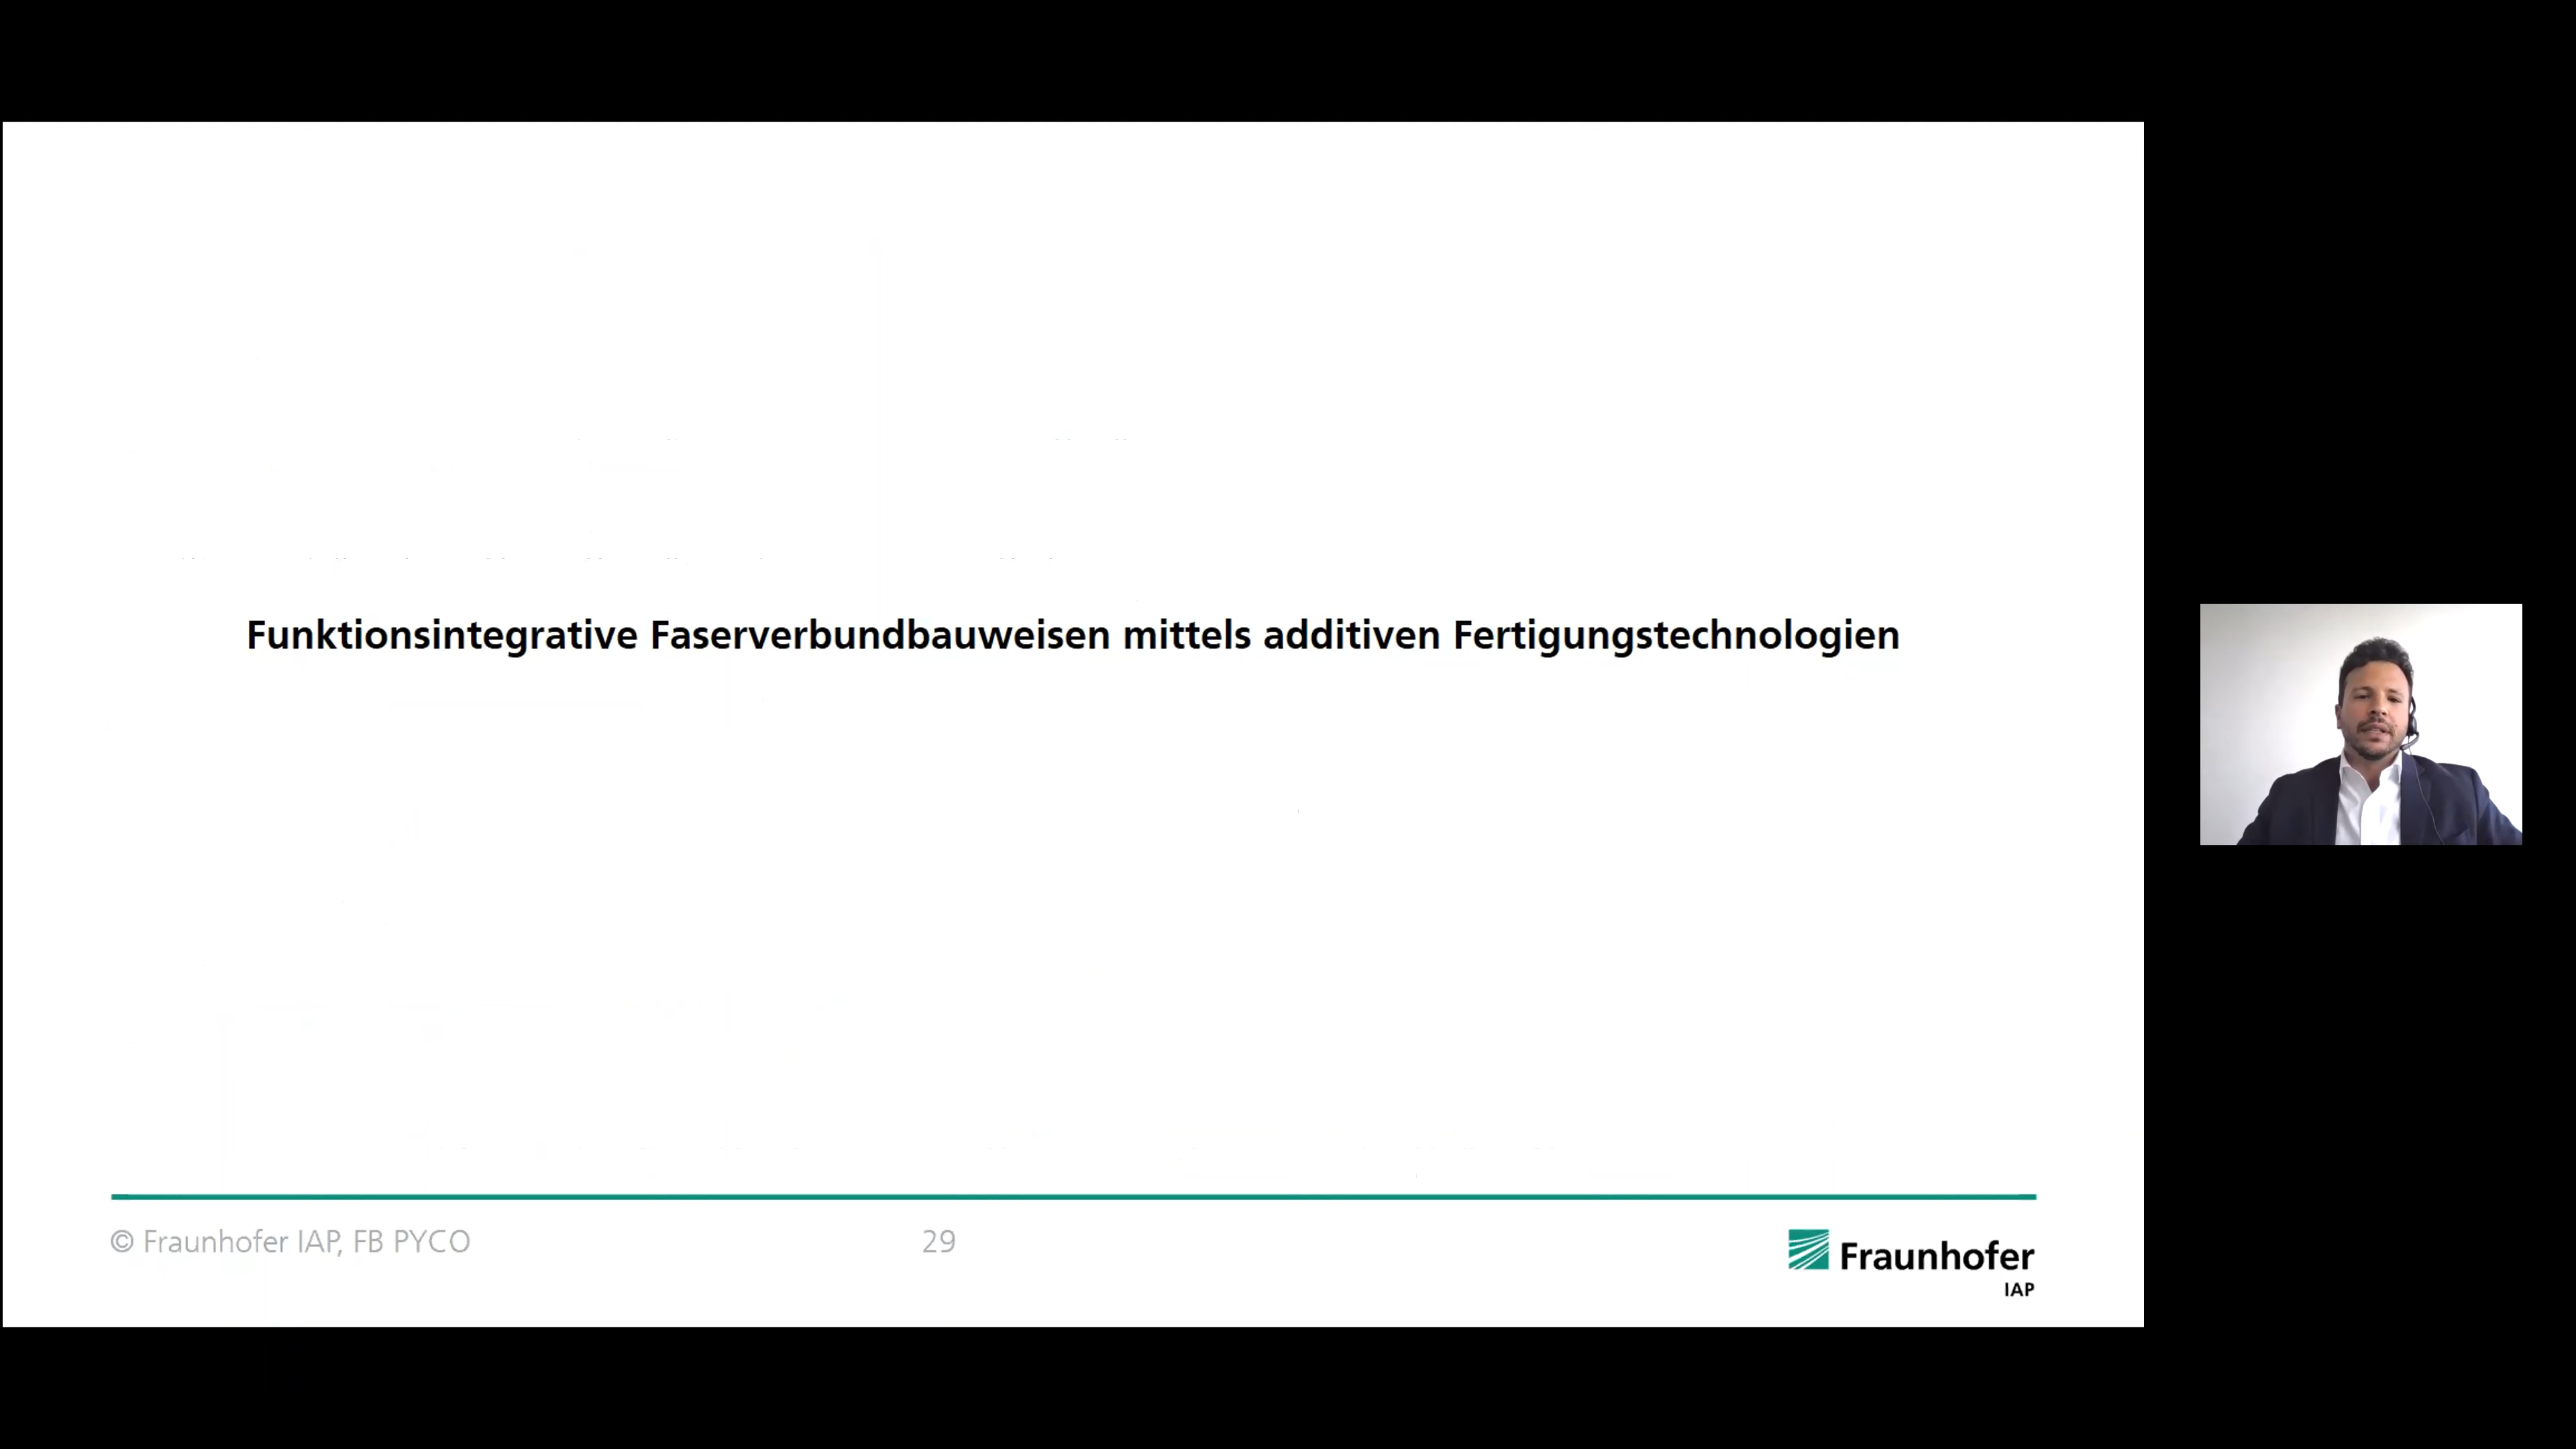 Funktionsintegrative Faserverbundbauweisen mittels additiven Fertigungstechnologien
© Fraunhofer IAP, FB PYCO
29
Fraunhofer
IAP